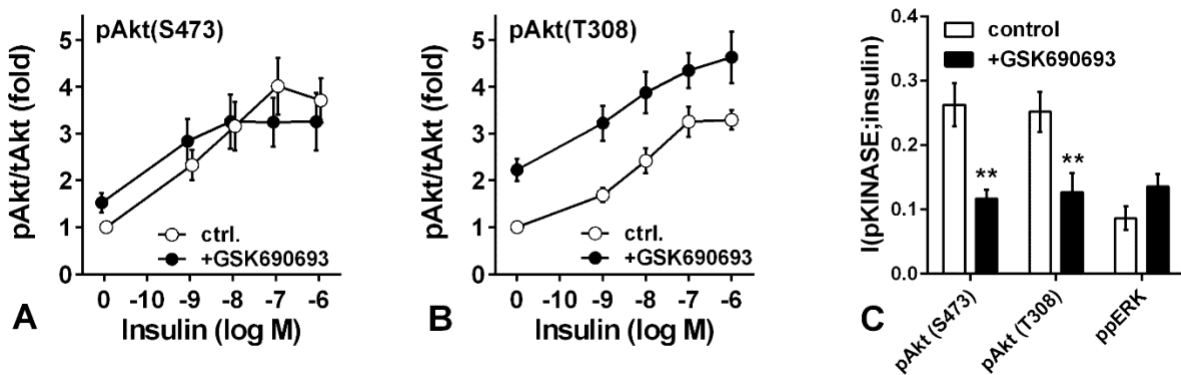 pAkt(S473)
pAkt/tAkt (fold)
5
4
3
2
1
0
ctrl.
+GSK690693
0 -10 -9 -8 -7 -6
Insulin (log M)
A
pAkt(T308)
pAkt/tAkt (fold)
5
4
3
2
1
0
ctrl.
+GSK690693
0 -10 -9 -8 -7 -6
Insulin (log M)
B
I(pKINASE;insulin)
control
+GSK690693
0.4
0.3
0.2
0.1
0.0
**
**
pAkt (S473)
pAkt (T308)
ppERK
C